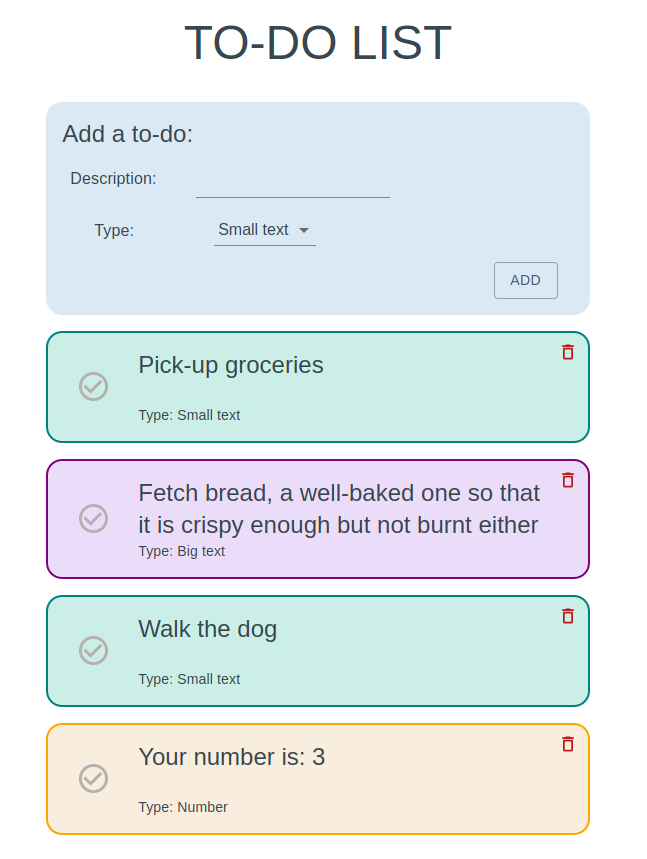 TO-DO LIST
Add a to-do:
Description:
Type:
Small text
ADD
Pick-up groceries
Type: Small text
Fetch bread, a well-baked one so that
it is crispy enough but not burnt either
Type: Big text
Walk the dog
Type: Small text
Your number is: 3
Type: Number